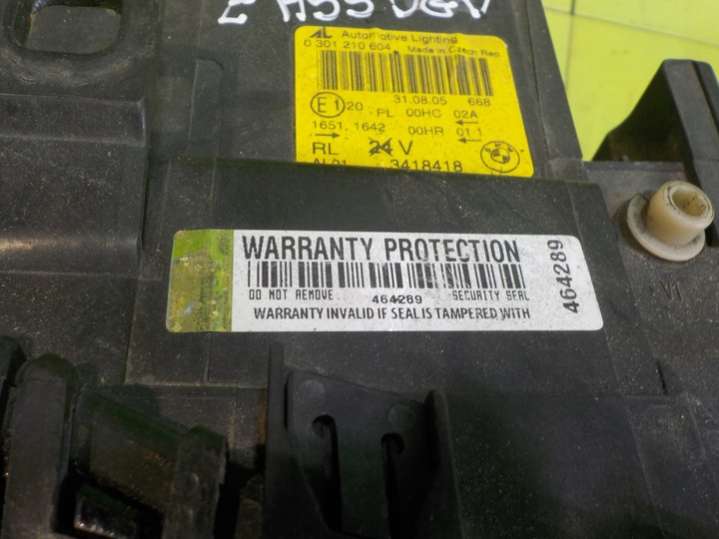 AL Automotive Lighting
0 301 210 604 Made in Czech Rep.
31.08.05 668
E1 20 PL 00HC 02A
1651, 1642 00HR 01 1
RL 24 V
3418418
WARRANTY PROTECTION
DO NOT REMOVE 464289 SECURITY SEAL
WARRANTY INVALID IF SEAL IS TAMPERED WITH
464289